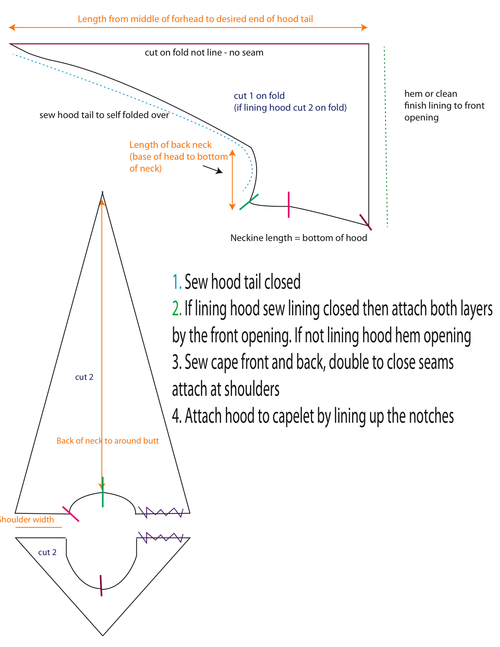 Length from middle of forhead to desired end of hood tail
cut on fold not line - no seam
cut 1 on fold
(if lining hood cut 2 on fold)
hem or clean
finish lining to front
opening
sew hood tail to self folded over
Length of back neck
(base of head to bottom
of neck)
Neckine length = bottom of hood
1. Sew hood tail closed
2. If lining hood sew lining closed then attach both layers
by the front opening. If not lining hood hem opening
3. Sew cape front and back, double to close seams
attach at shoulders
4. Attach hood to capelet by lining up the notches
cut 2
Back of neck to around butt
Shoulder width
cut 2